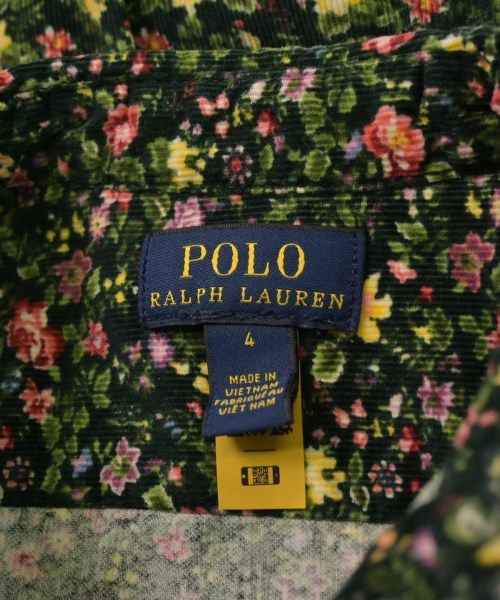 POLO
RALPH LAUREN
4
MADE IN
VIETNAM
FABRIQUÉ AU
VIÊT NAM